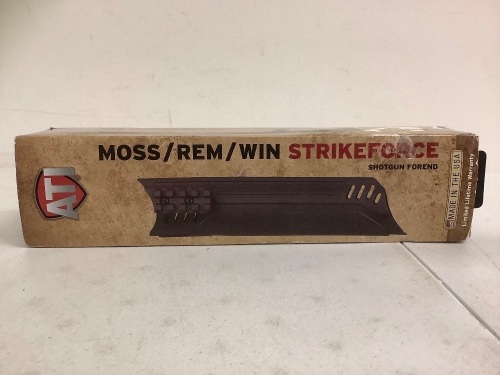 ATI
MOSS/REM/WIN STRIKEFORCE
SHOTGUN FOREND
MADE IN THE USA
Limited Lifetime Warranty